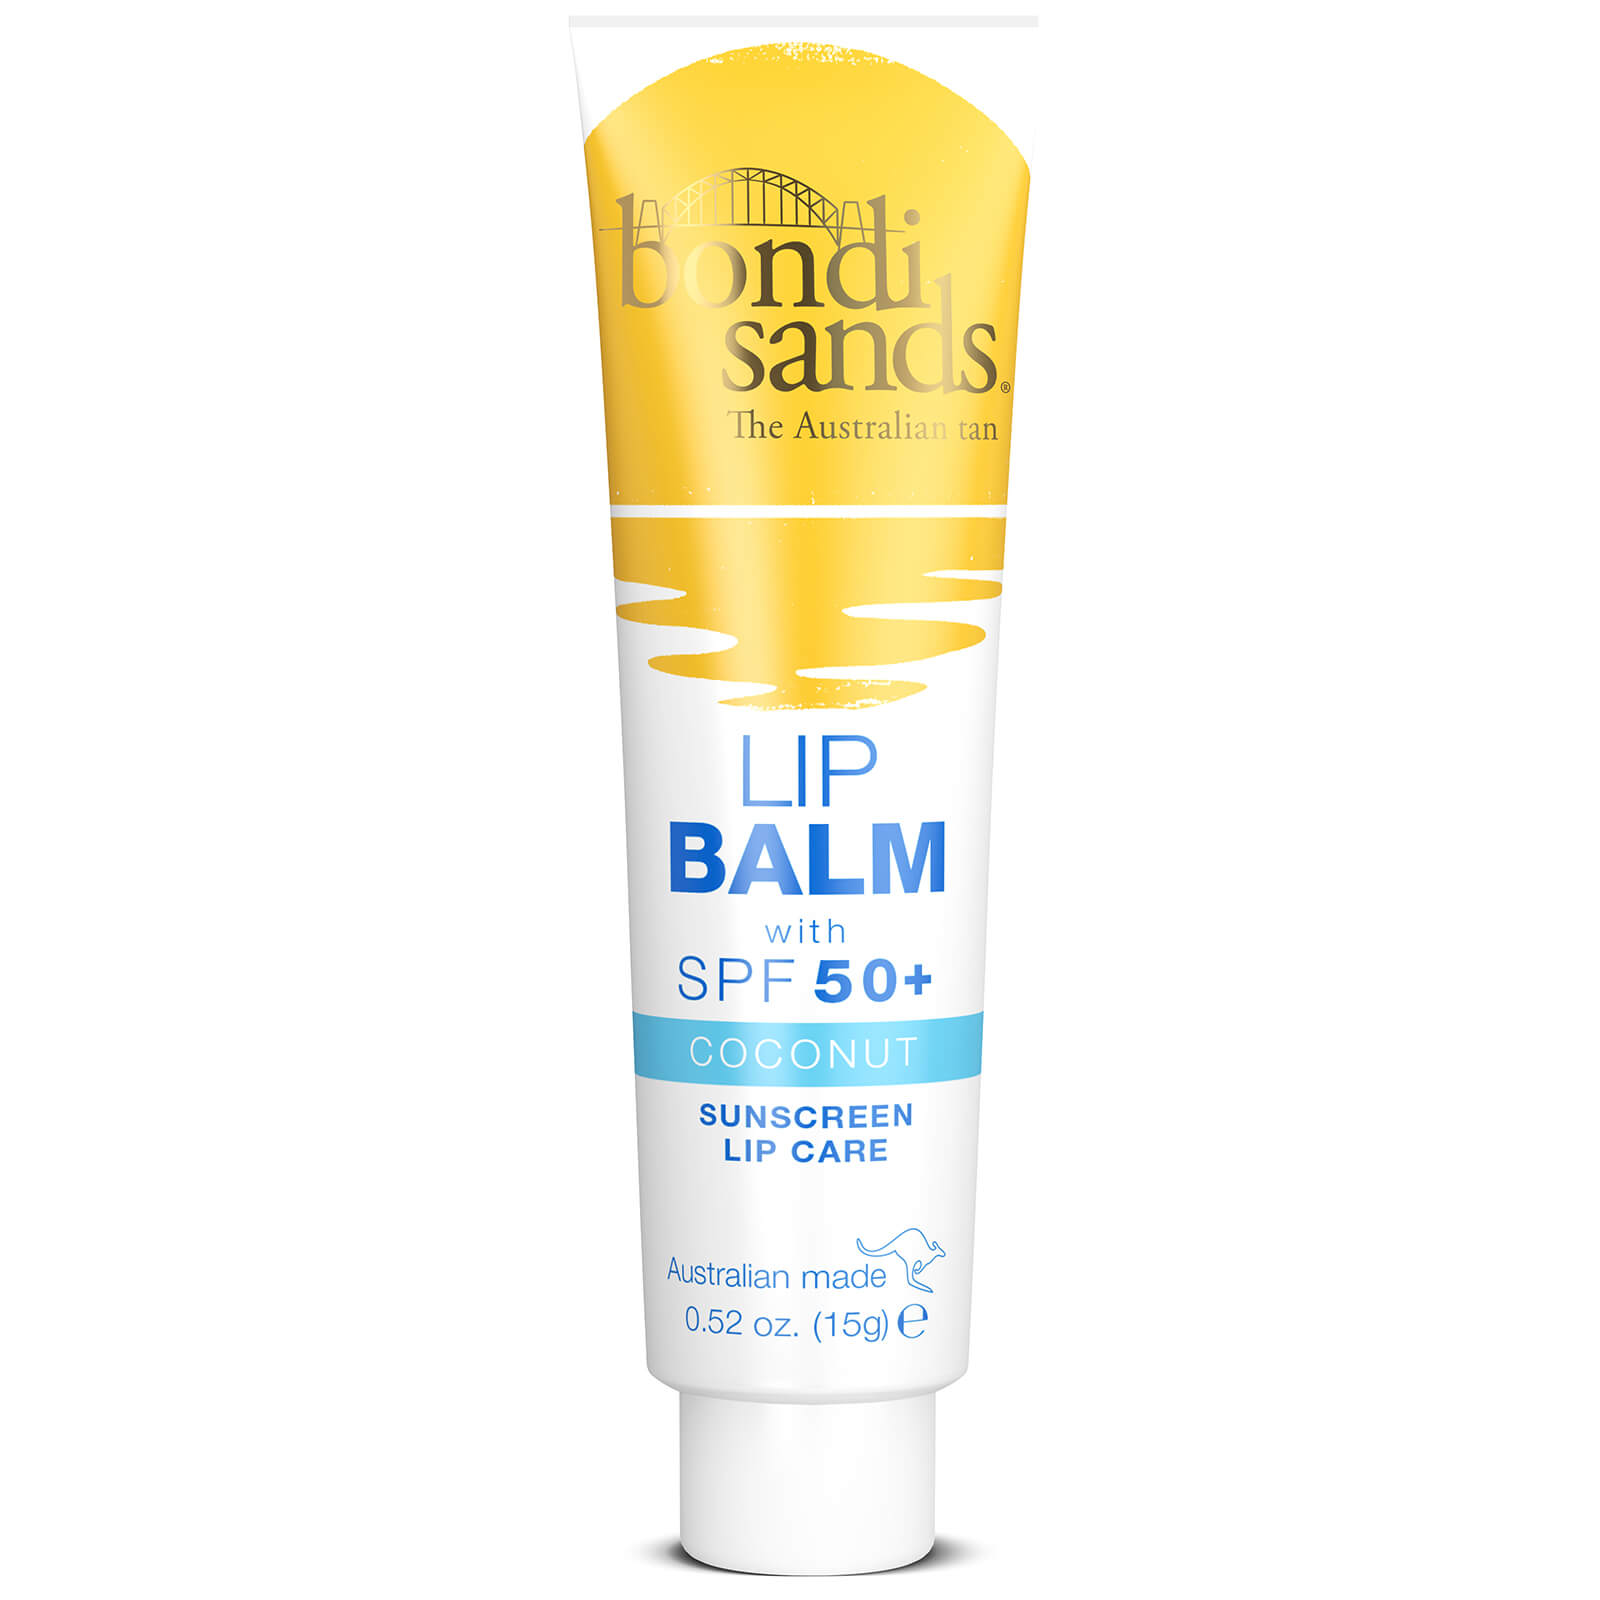 bondi
sands®
The Australian tan
LIP
BALM
with
SPF 50+
COCONUT
SUNSCREEN
LIP CARE
Australian made
0.52 oz. (15g) ℮